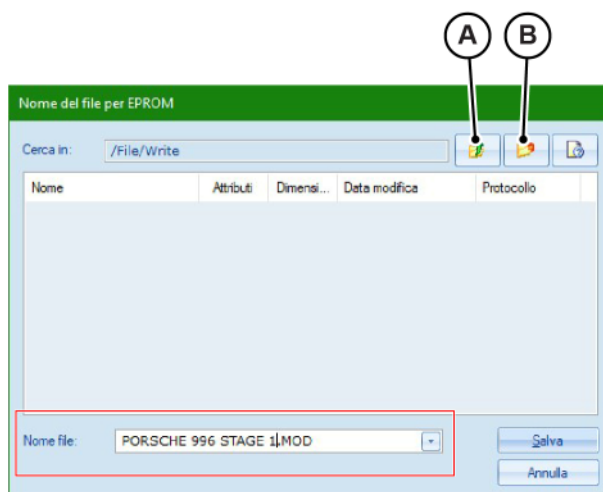 A B
Nome del file per EPROM
Cerca in: /File/Write
Nome Attributi Dimensi... Data modifica Protocollo
Nome file: PORSCHE 996 STAGE 1.MOD Salva
Annulla